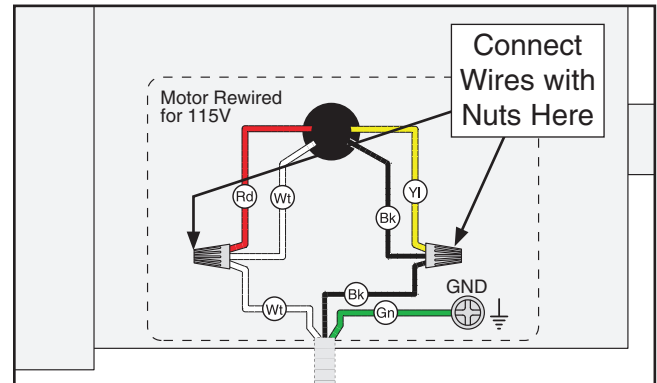 Connect
Wires with
Nuts Here
Motor Rewired
for 115V
Rd
Wt
Yl
Bk
GND
Bk
Wt
Gn